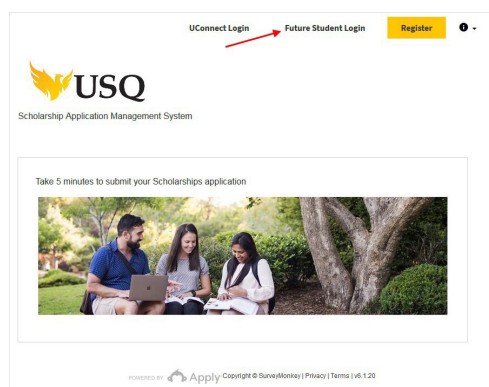 UConnect Login Future Student Login Register
USQ
Scholarship Application Management System
Take 5 minutes to submit your Scholarships application
POWERED BY Apply Copyright © SurveyMonkey | Privacy | Terms | v6.1.20